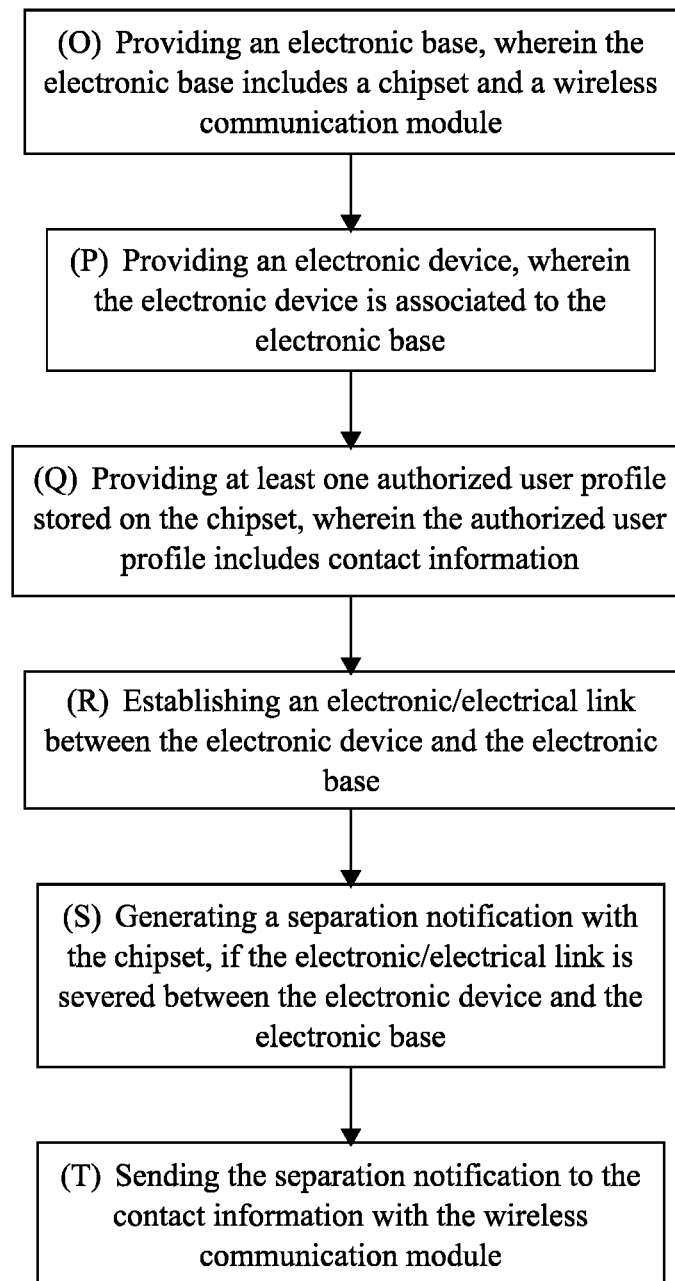 (O) Providing an electronic base, wherein the
electronic base includes a chipset and a wireless
communication module
(P) Providing an electronic device, wherein
the electronic device is associated to the
electronic base
(Q) Providing at least one authorized user profile
stored on the chipset, wherein the authorized user
profile includes contact information
(R) Establishing an electronic/electrical link
between the electronic device and the electronic
base
(S) Generating a separation notification with
the chipset, if the electronic/electrical link is
severed between the electronic device and the
electronic base
(T) Sending the separation notification to the
contact information with the wireless
communication module